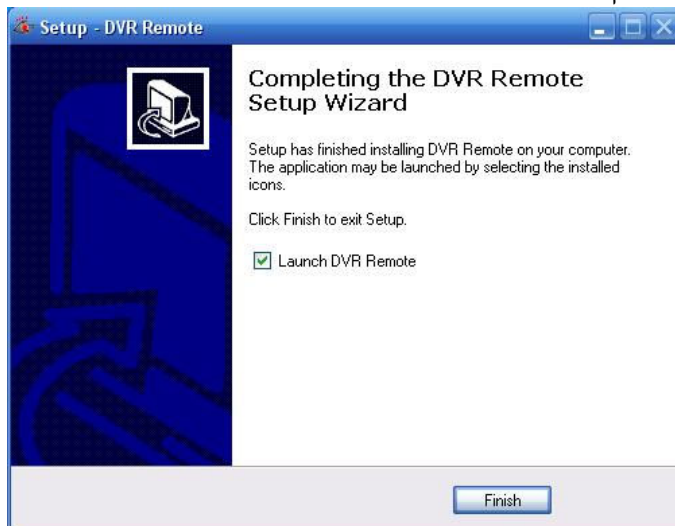 Setup - DVR Remote
Completing the DVR Remote
Setup Wizard
Setup has finished installing DVR Remote on your computer.
The application may be launched by selecting the installed
icons.
Click Finish to exit Setup.
Launch DVR Remote
Finish